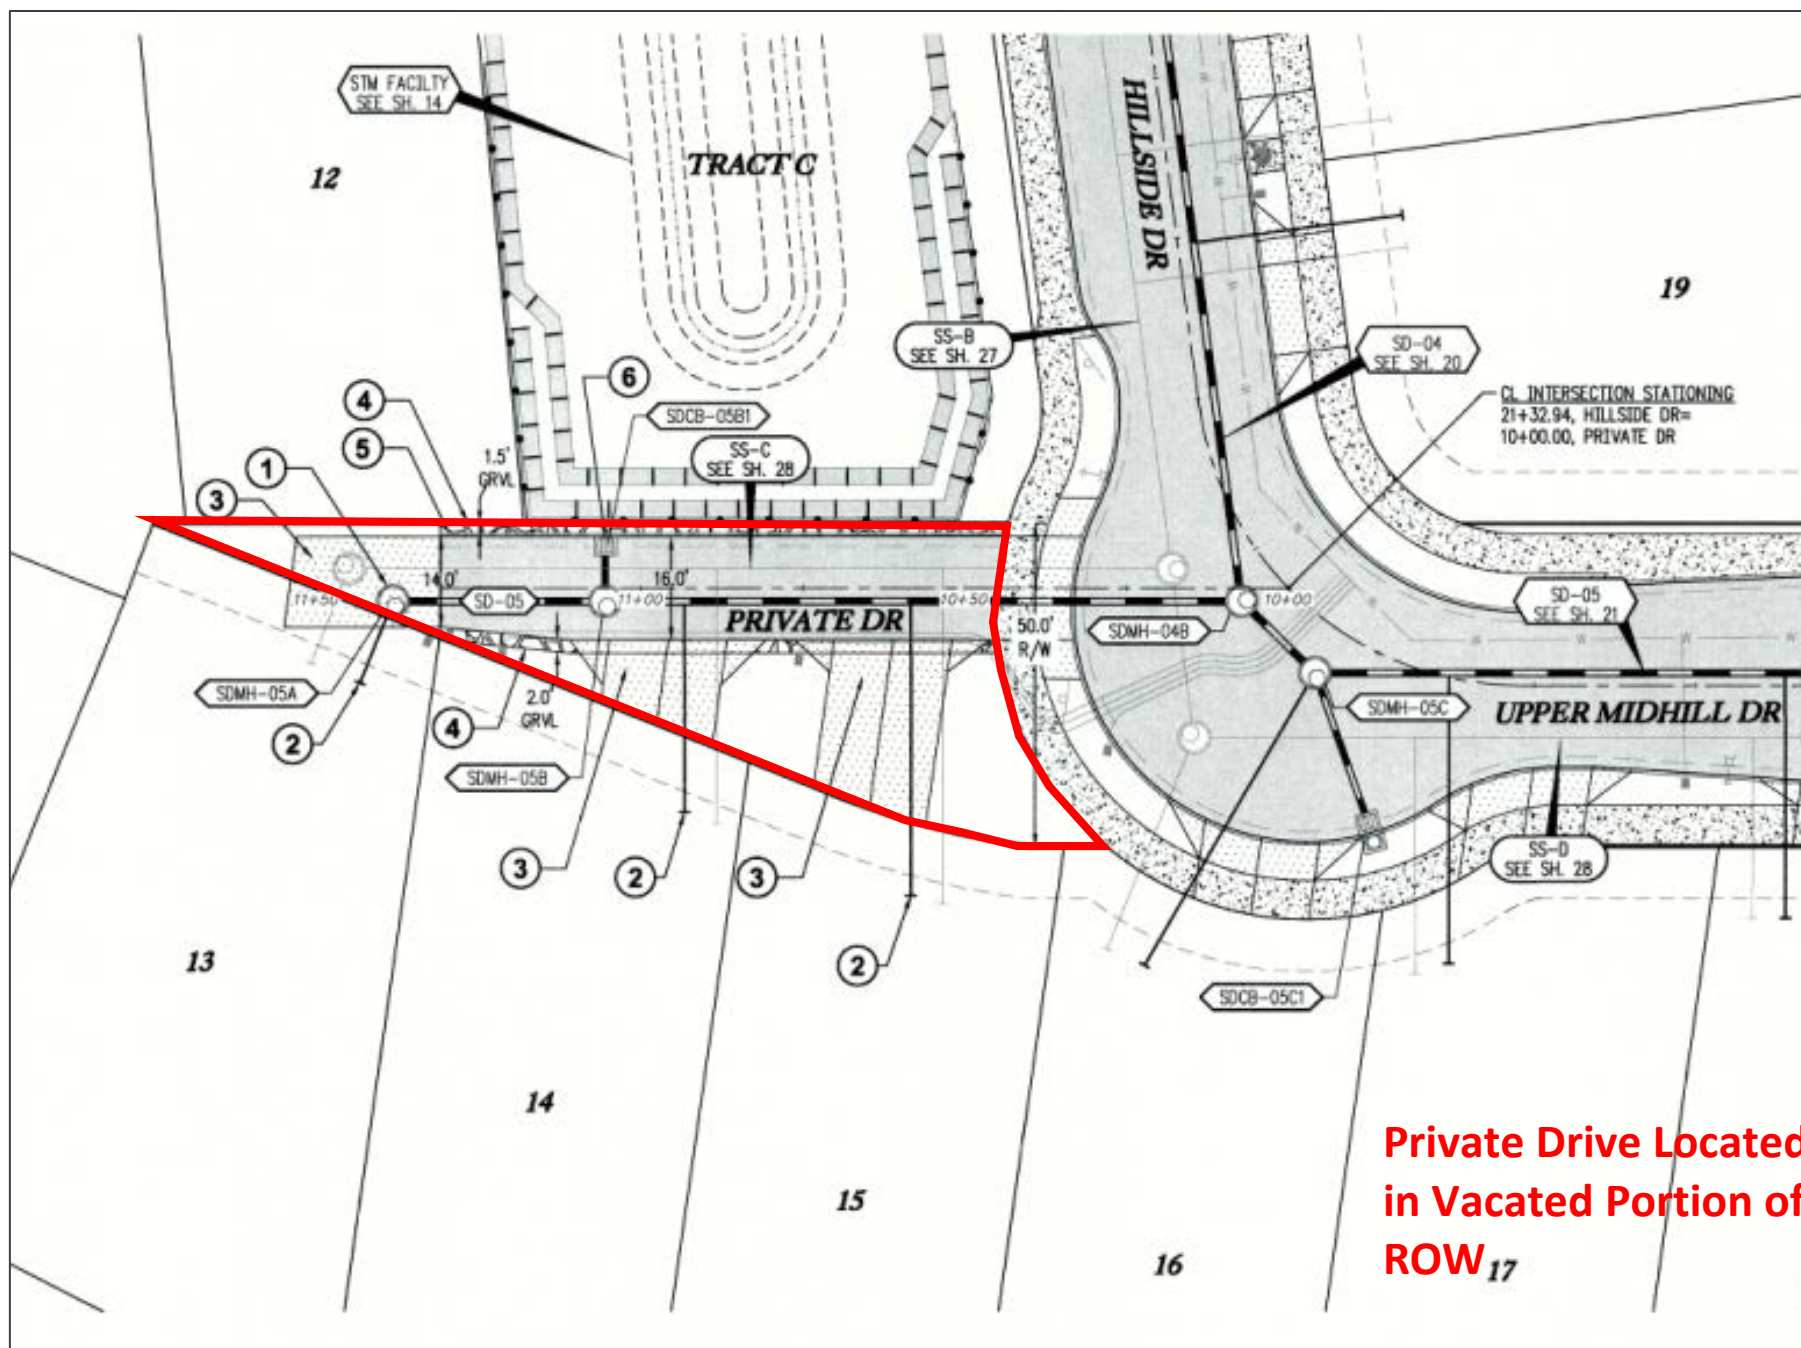 STM FACILTY
SEE SH. 14
12
TRACT C
HILLSIDE DR
19
SS-B
SEE SH. 27
SD-04
SEE SH. 20
CL INTERSECTION STATIONING
21+32.94, HILLSIDE DR=
10+00.00, PRIVATE DR
6
4
SDCB-05B1
5
1.5'
GRVL
SS-C
SEE SH. 28
1
3
14.0'
16.0'
11+50
SD-05
11+00
10+50
10+00
PRIVATE DR
50.0'
R/W
SDMH-04B
SD-05
SEE SH. 21
SDMH-05A
2.0'
GRVL
SDMH-05C
UPPER MIDHILL DR
2
4
SDMH-05B
3
2
3
SS-D
SEE SH. 28
2
13
SDCB-05C1
14
15
16
17
Private Drive Located
in Vacated Portion of
ROW
W
W
W
W
W
T